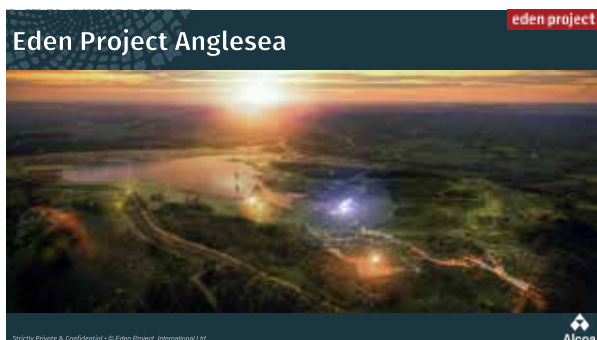 eden project
Eden Project Anglesea
Strictly Private & Confidential • © Eden Project International Ltd
Alcoa